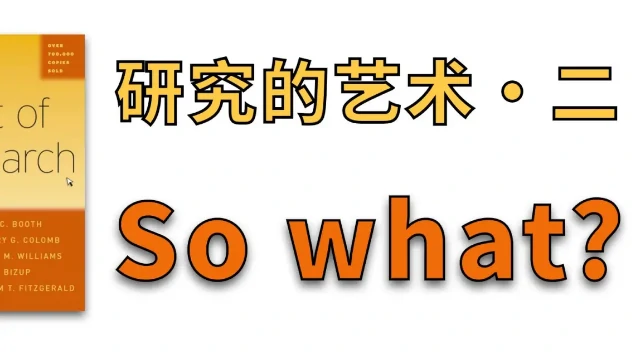 OVER
700,000
COPIES
SOLD
of
arch
C. BOOTH
Y G. COLOMB
M. WILLIAMS
BIZUP
M T. FITZGERALD
研究的艺术·二
So what?